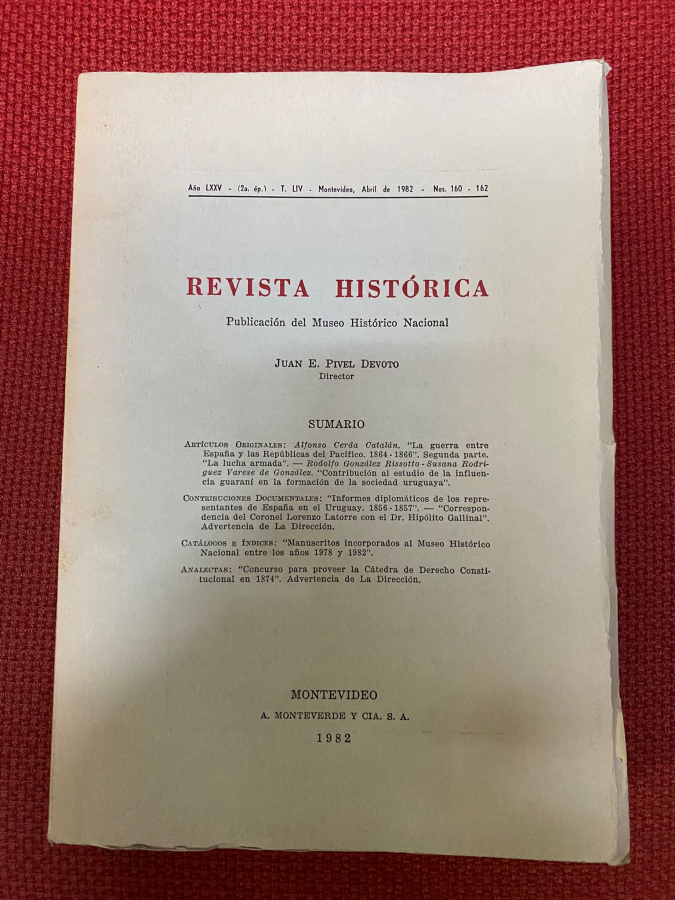 Año LXXV - (2a. ép.) - T. LIV - Montevideo, Abril de 1982 - Nos. 160 - 162
REVISTA HISTÓRICA
Publicación del Museo Histórico Nacional
JUAN E. PIVEL DEVOTO
Director
SUMARIO
ARTÍCULOS ORIGINALES: Alfonso Cerda Catalán. "La guerra entre
España y las Repúblicas del Pacífico. 1864-1866". Segunda parte.
"La lucha armada". — Rodolfo González Rissotto - Susana Rodrí-
guez Varese de González. "Contribución al estudio de la influen-
cia guaraní en la formación de la sociedad uruguaya".
CONTRIBUCIONES DOCUMENTALES: "Informes diplomáticos de los repre-
sentantes de España en el Uruguay. 1856-1857". — "Correspon-
dencia del Coronel Lorenzo Latorre con el Dr. Hipólito Gallinal".
Advertencia de La Dirección.
CATÁLOGOS E ÍNDICES: "Manuscritos incorporados al Museo Histórico
Nacional entre los años 1978 y 1982".
ANALECTAS: "Concurso para proveer la Cátedra de Derecho Consti-
tucional en 1874". Advertencia de La Dirección.
MONTEVIDEO
A. MONTEVERDE Y CIA. S. A.
1982